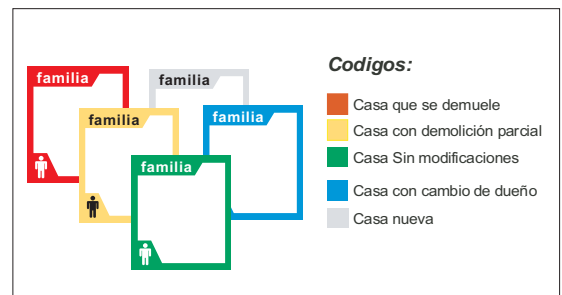 familia
familia
familia
familia
familia
Codigos:
Casa que se demuele
Casa con demolición parcial
Casa Sin modificaciones
Casa con cambio de dueño
Casa nueva